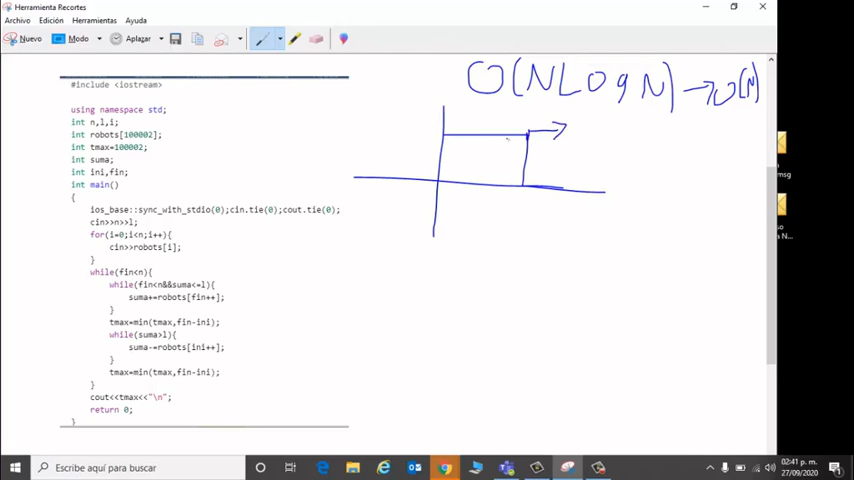 Herramienta Recortes
Archivo Edición Herramientas Ayuda
Nuevo Modo Aplazar
O(NLOgN)→O(N)
#include <iostream>
using namespace std;
int n,l,i;
int robots[100002];
int tmax=100002;
int suma;
int ini,fin;
int main()
{
ios_base::sync_with_stdio(0);cin.tie(0);cout.tie(0);
cin>>n>>l;
for(i=0;i<n;i++){
cin>>robots[i];
}
while(fin<n){
while(fin<n&&suma<=l){
suma+=robots[fin++];
}
tmax=min(tmax,fin-ini);
while(suma>l){
suma-=robots[ini++];
}
tmax=min(tmax,fin-ini);
}
cout<<tmax<<"\n";
return 0;
}
msg
so
a N...
Escribe aquí para buscar
02:41 p. m.
27/09/2020